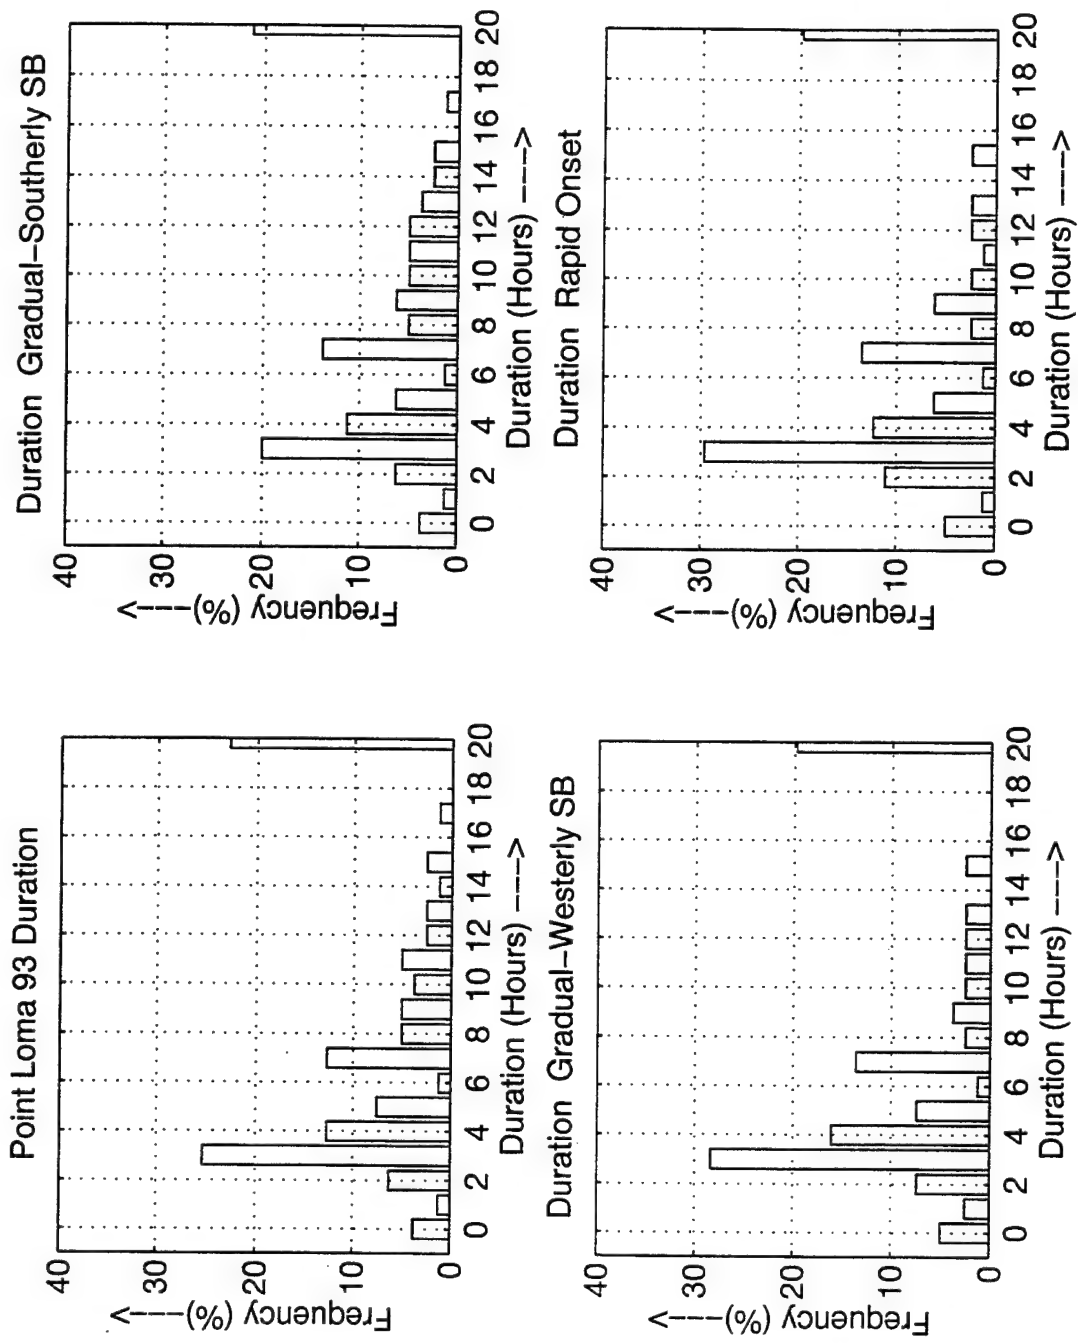 Point Loma 93 Duration
Frequency (%)--->
40
30
20
10
0
0 2 4 6 8 10 12 14 16 18 20
Duration (Hours) ---->
Duration Gradual-Southerly SB
Frequency (%)--->
40
30
20
10
0
0 2 4 6 8 10 12 14 16 18 20
Duration (Hours) ---->
Duration Gradual-Westerly SB
Frequency (%)--->
40
30
20
10
0
0 2 4 6 8 10 12 14 16 18 20
Duration (Hours) ---->
Duration Rapid Onset
Frequency (%)--->
40
30
20
10
0
0 2 4 6 8 10 12 14 16 18 20
Duration (Hours) ---->